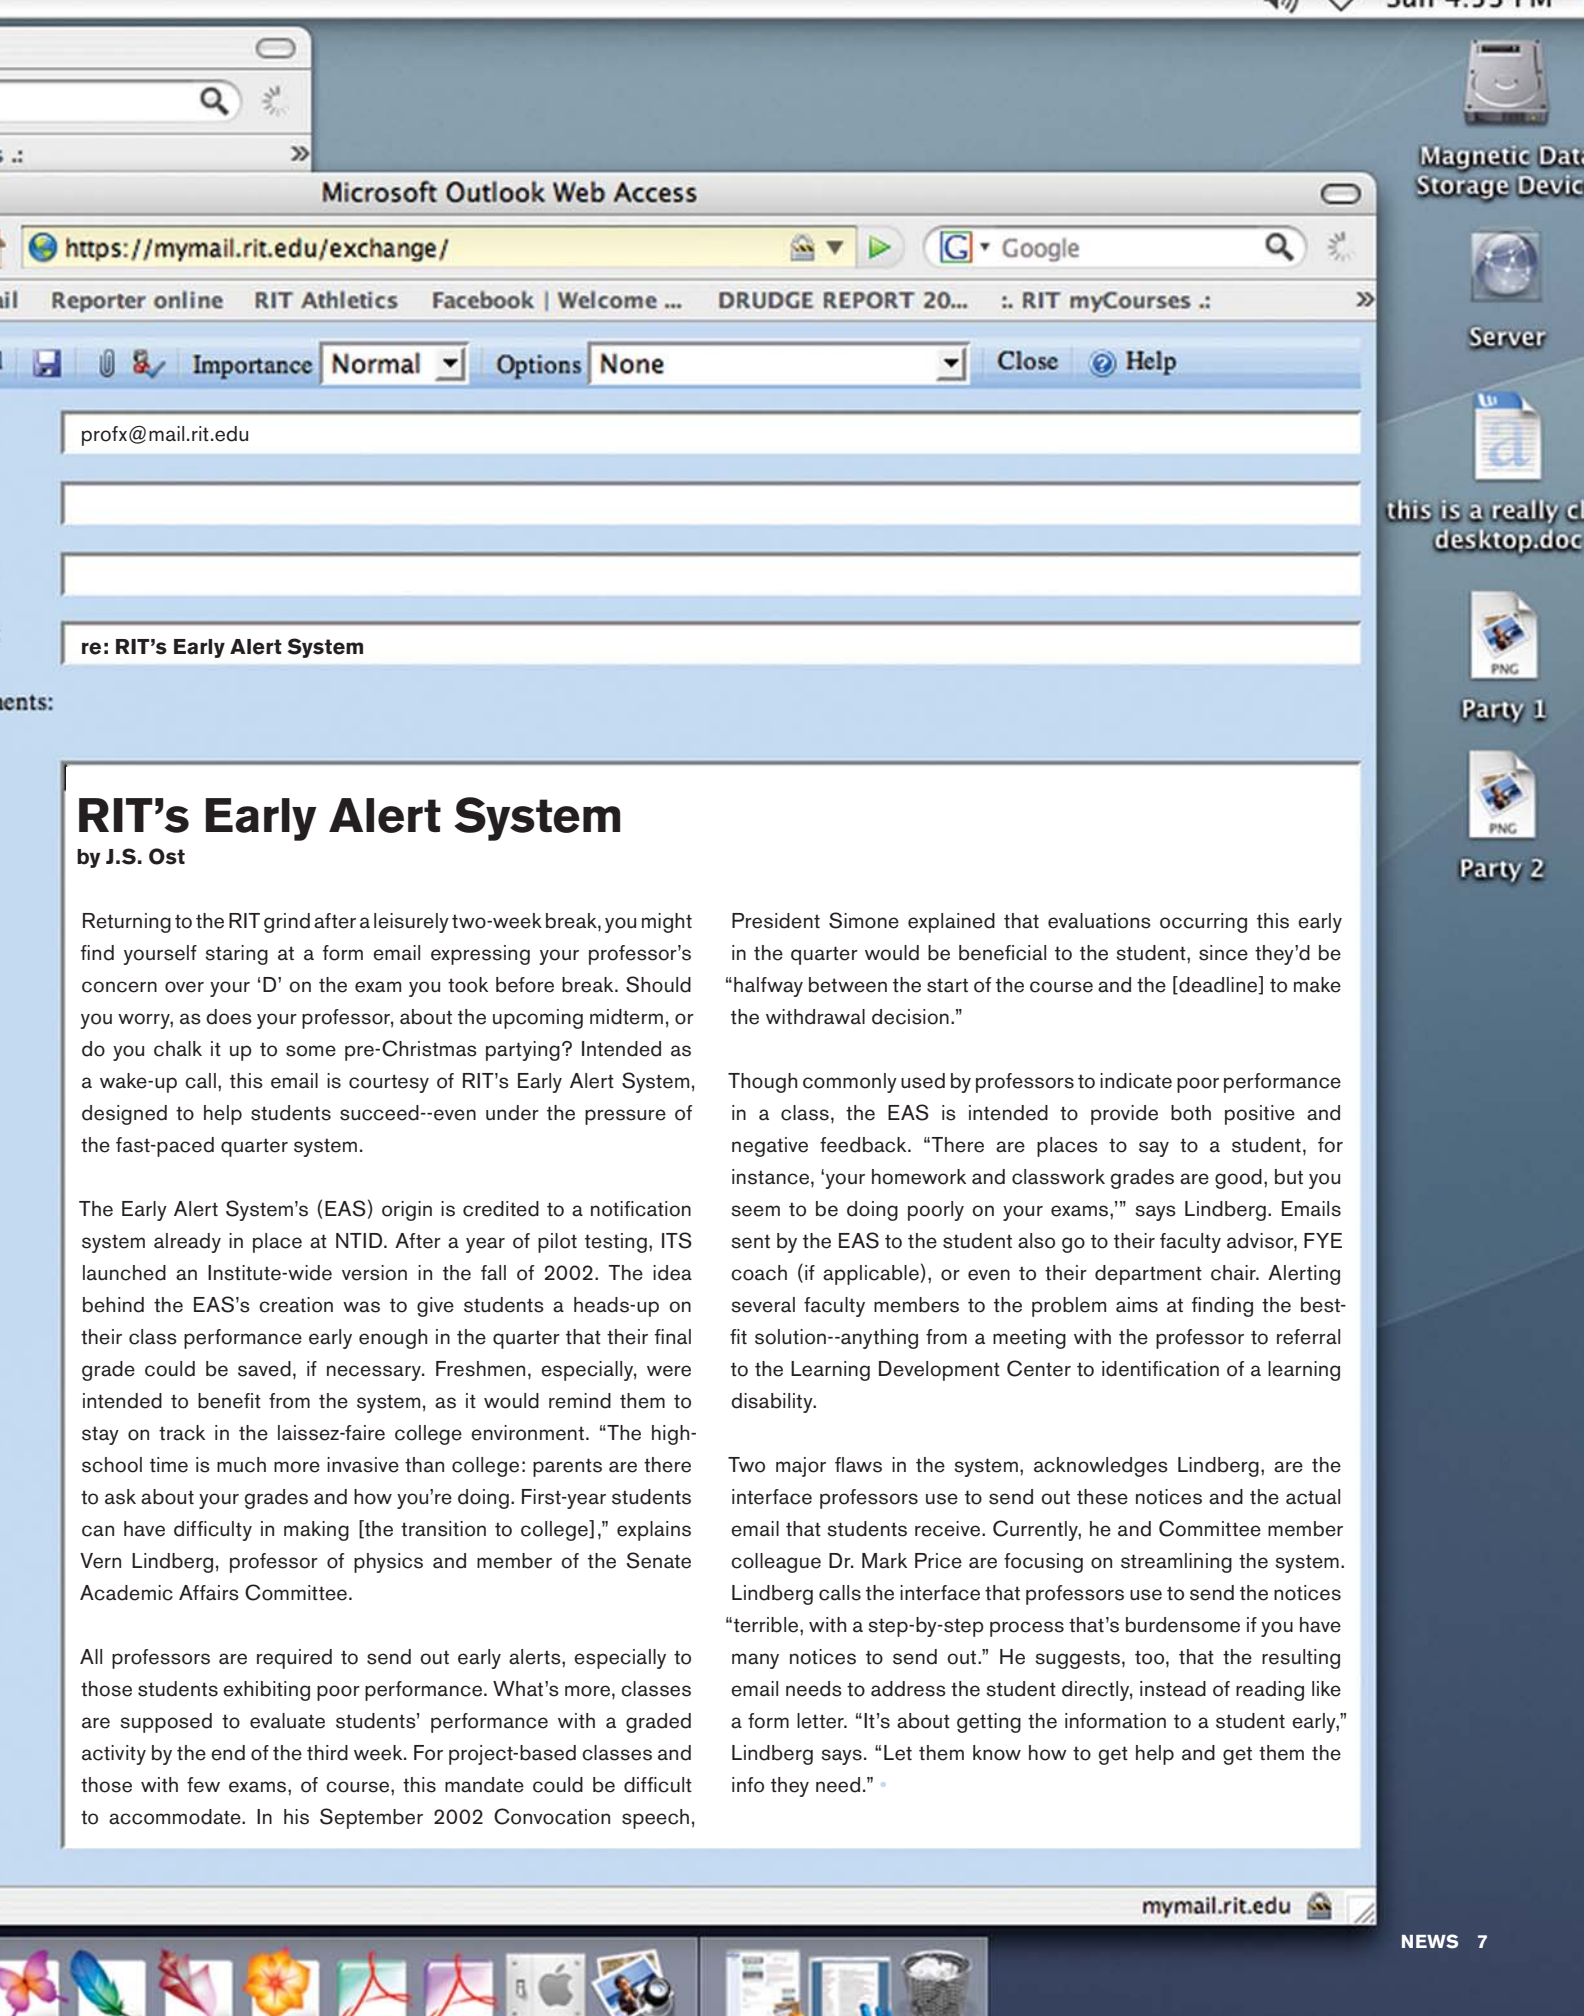 s .:
»
Magnetic Data
Storage Devic
Microsoft Outlook Web Access
https://mymail.rit.edu/exchange/
Google
Reporter online RIT Athletics Facebook | Welcome ... DRUDGE REPORT 20... :. RIT myCourses .: »
Server
Importance Normal Options None Close Help
profx@mail.rit.edu
this is a really cl
desktop.doc
re: RIT’s Early Alert System
PNG
Party 1
ents:
PNG
Party 2
RIT’s Early Alert System
by J.S. Ost
Returning to the RIT grind after a leisurely two-week break, you might
find yourself staring at a form email expressing your professor’s
concern over your ‘D’ on the exam you took before break. Should
you worry, as does your professor, about the upcoming midterm, or
do you chalk it up to some pre-Christmas partying? Intended as
a wake-up call, this email is courtesy of RIT’s Early Alert System,
designed to help students succeed--even under the pressure of
the fast-paced quarter system.
The Early Alert System’s (EAS) origin is credited to a notification
system already in place at NTID. After a year of pilot testing, ITS
launched an Institute-wide version in the fall of 2002. The idea
behind the EAS’s creation was to give students a heads-up on
their class performance early enough in the quarter that their final
grade could be saved, if necessary. Freshmen, especially, were
intended to benefit from the system, as it would remind them to
stay on track in the laissez-faire college environment. “The high-
school time is much more invasive than college: parents are there
to ask about your grades and how you’re doing. First-year students
can have difficulty in making [the transition to college],” explains
Vern Lindberg, professor of physics and member of the Senate
Academic Affairs Committee.
All professors are required to send out early alerts, especially to
those students exhibiting poor performance. What’s more, classes
are supposed to evaluate students’ performance with a graded
activity by the end of the third week. For project-based classes and
those with few exams, of course, this mandate could be difficult
to accommodate. In his September 2002 Convocation speech,
President Simone explained that evaluations occurring this early
in the quarter would be beneficial to the student, since they’d be
“halfway between the start of the course and the [deadline] to make
the withdrawal decision.”
Though commonly used by professors to indicate poor performance
in a class, the EAS is intended to provide both positive and
negative feedback. “There are places to say to a student, for
instance, ‘your homework and classwork grades are good, but you
seem to be doing poorly on your exams,’” says Lindberg. Emails
sent by the EAS to the student also go to their faculty advisor, FYE
coach (if applicable), or even to their department chair. Alerting
several faculty members to the problem aims at finding the best-
fit solution--anything from a meeting with the professor to referral
to the Learning Development Center to identification of a learning
disability.
Two major flaws in the system, acknowledges Lindberg, are the
interface professors use to send out these notices and the actual
email that students receive. Currently, he and Committee member
colleague Dr. Mark Price are focusing on streamlining the system.
Lindberg calls the interface that professors use to send the notices
“terrible, with a step-by-step process that’s burdensome if you have
many notices to send out.” He suggests, too, that the resulting
email needs to address the student directly, instead of reading like
a form letter. “It’s about getting the information to a student early,”
Lindberg says. “Let them know how to get help and get them the
info they need.” •
mymail.rit.edu
NEWS 7